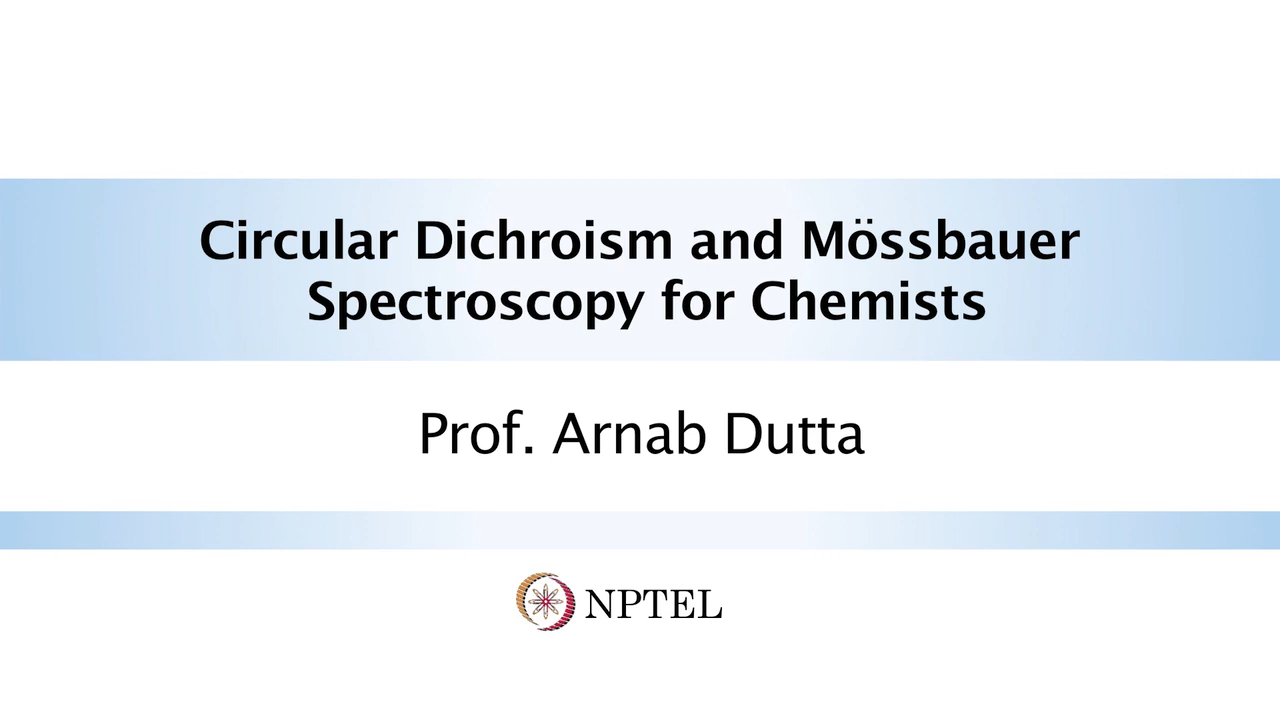 Circular Dichroism and Mössbauer
Spectroscopy for Chemists
Prof. Arnab Dutta
NPTEL